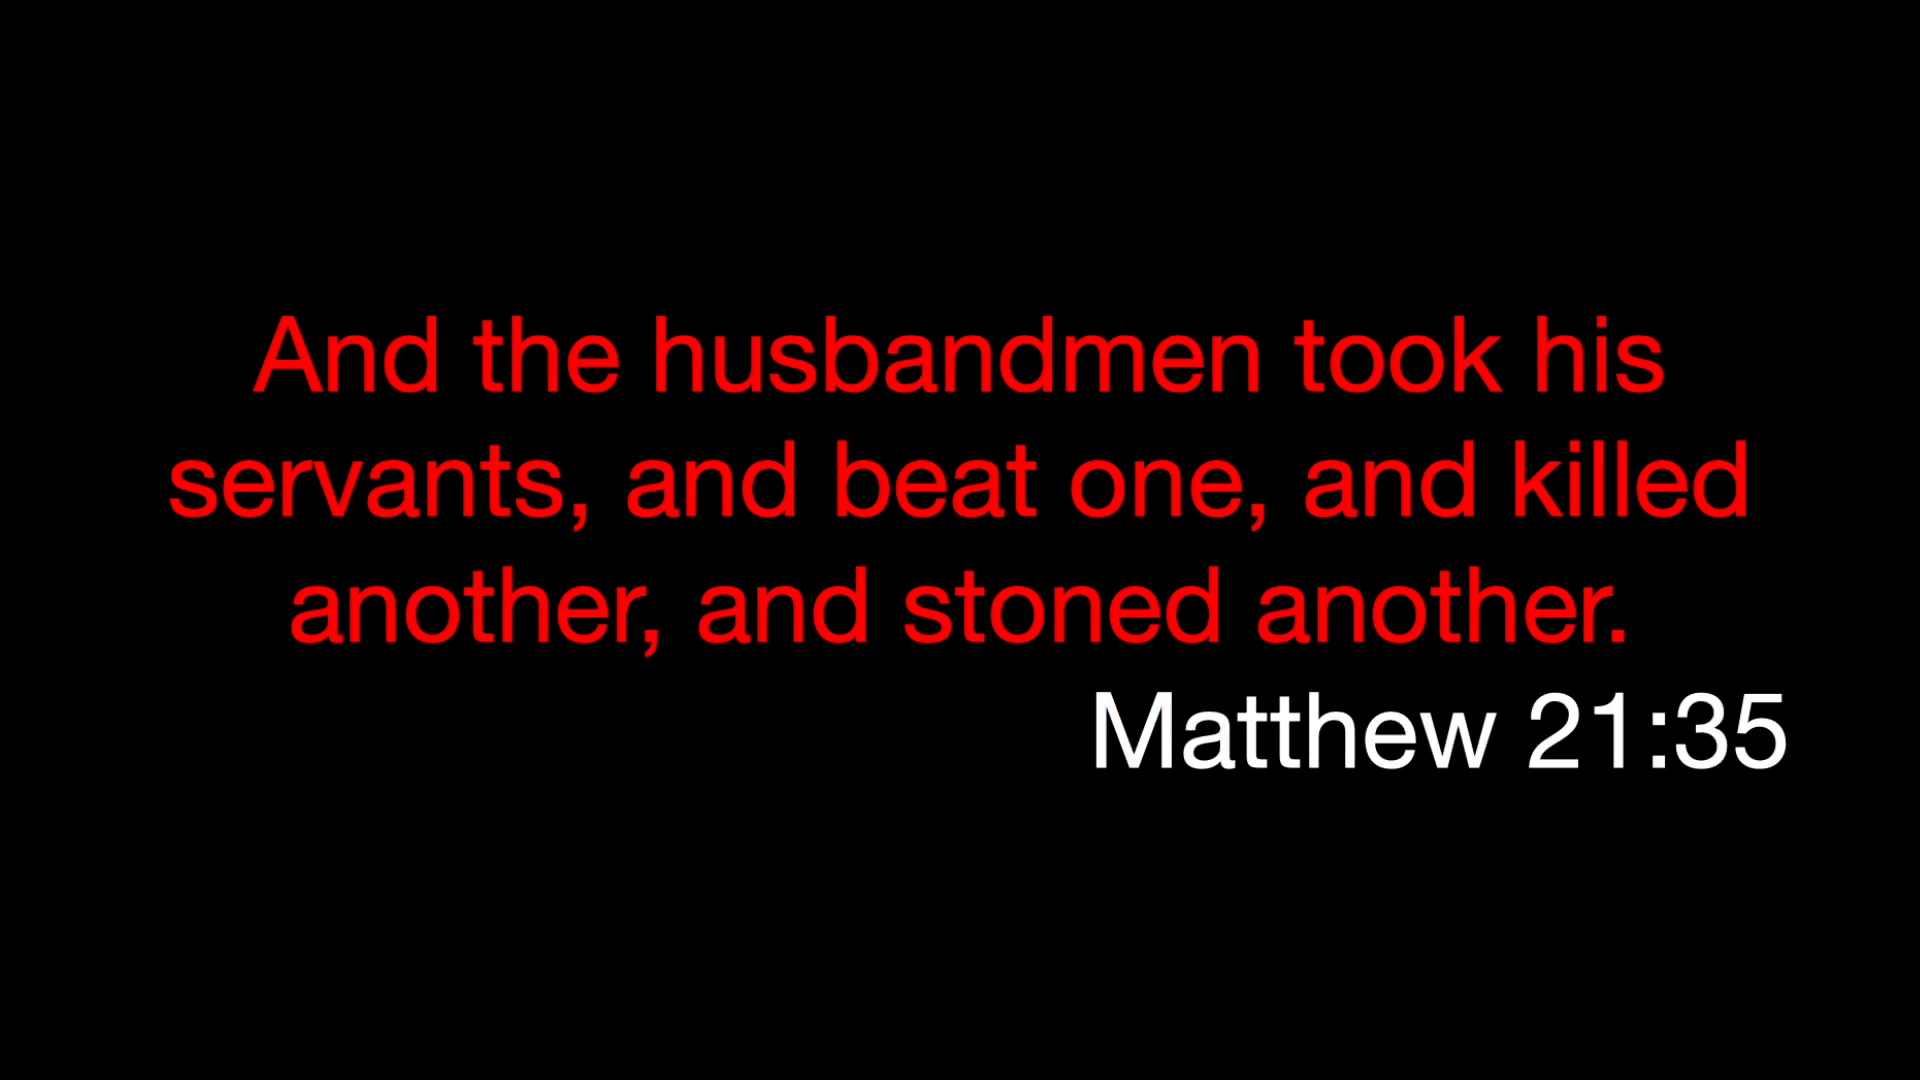 And the husbandmen took his
servants, and beat one, and killed
another, and stoned another.
Matthew 21:35